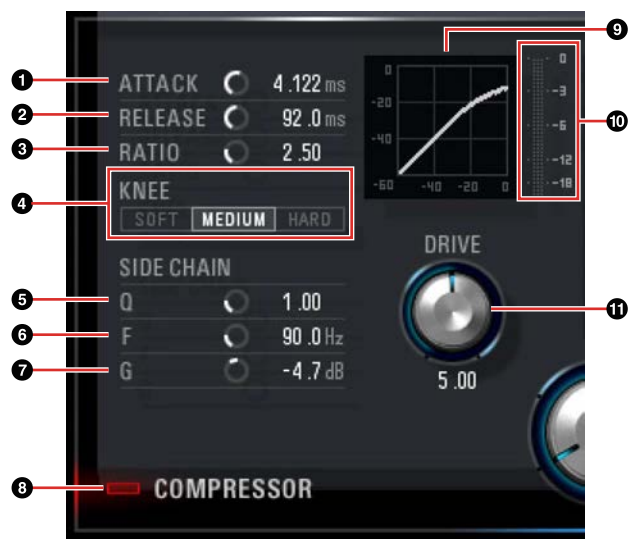 9
0
0
-3
10
-20
-6
-40
-12
-18
-60 -40 -20 0
1 ATTACK 4.122 ms
2 RELEASE 92.0 ms
3 RATIO 2.50
4 KNEE
SOFT MEDIUM HARD
DRIVE
11
5.00
SIDE CHAIN
5 Q 1.00
6 F 90.0 Hz
7 G -4.7 dB
8 COMPRESSOR